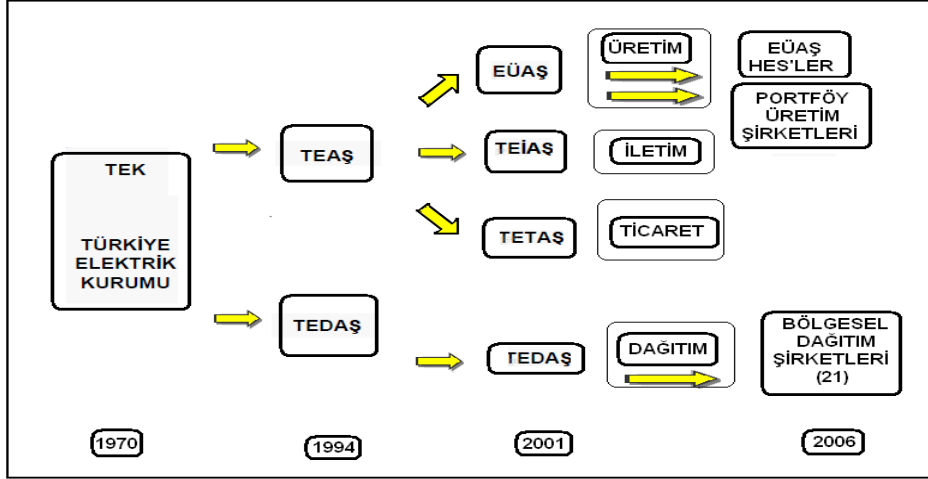 TEK
TÜRKİYE
ELEKTRİK
KURUMU
TEAŞ
TEDAŞ
EÜAŞ
TEİAŞ
TETAŞ
TEDAŞ
ÜRETİM
İLETİM
TİCARET
DAĞITIM
EÜAŞ
HES'LER
PORTFÖY
ÜRETİM
ŞİRKETLERİ
BÖLGESEL
DAĞITIM
ŞİRKETLERİ
(21)
1970
1994
2001
2006